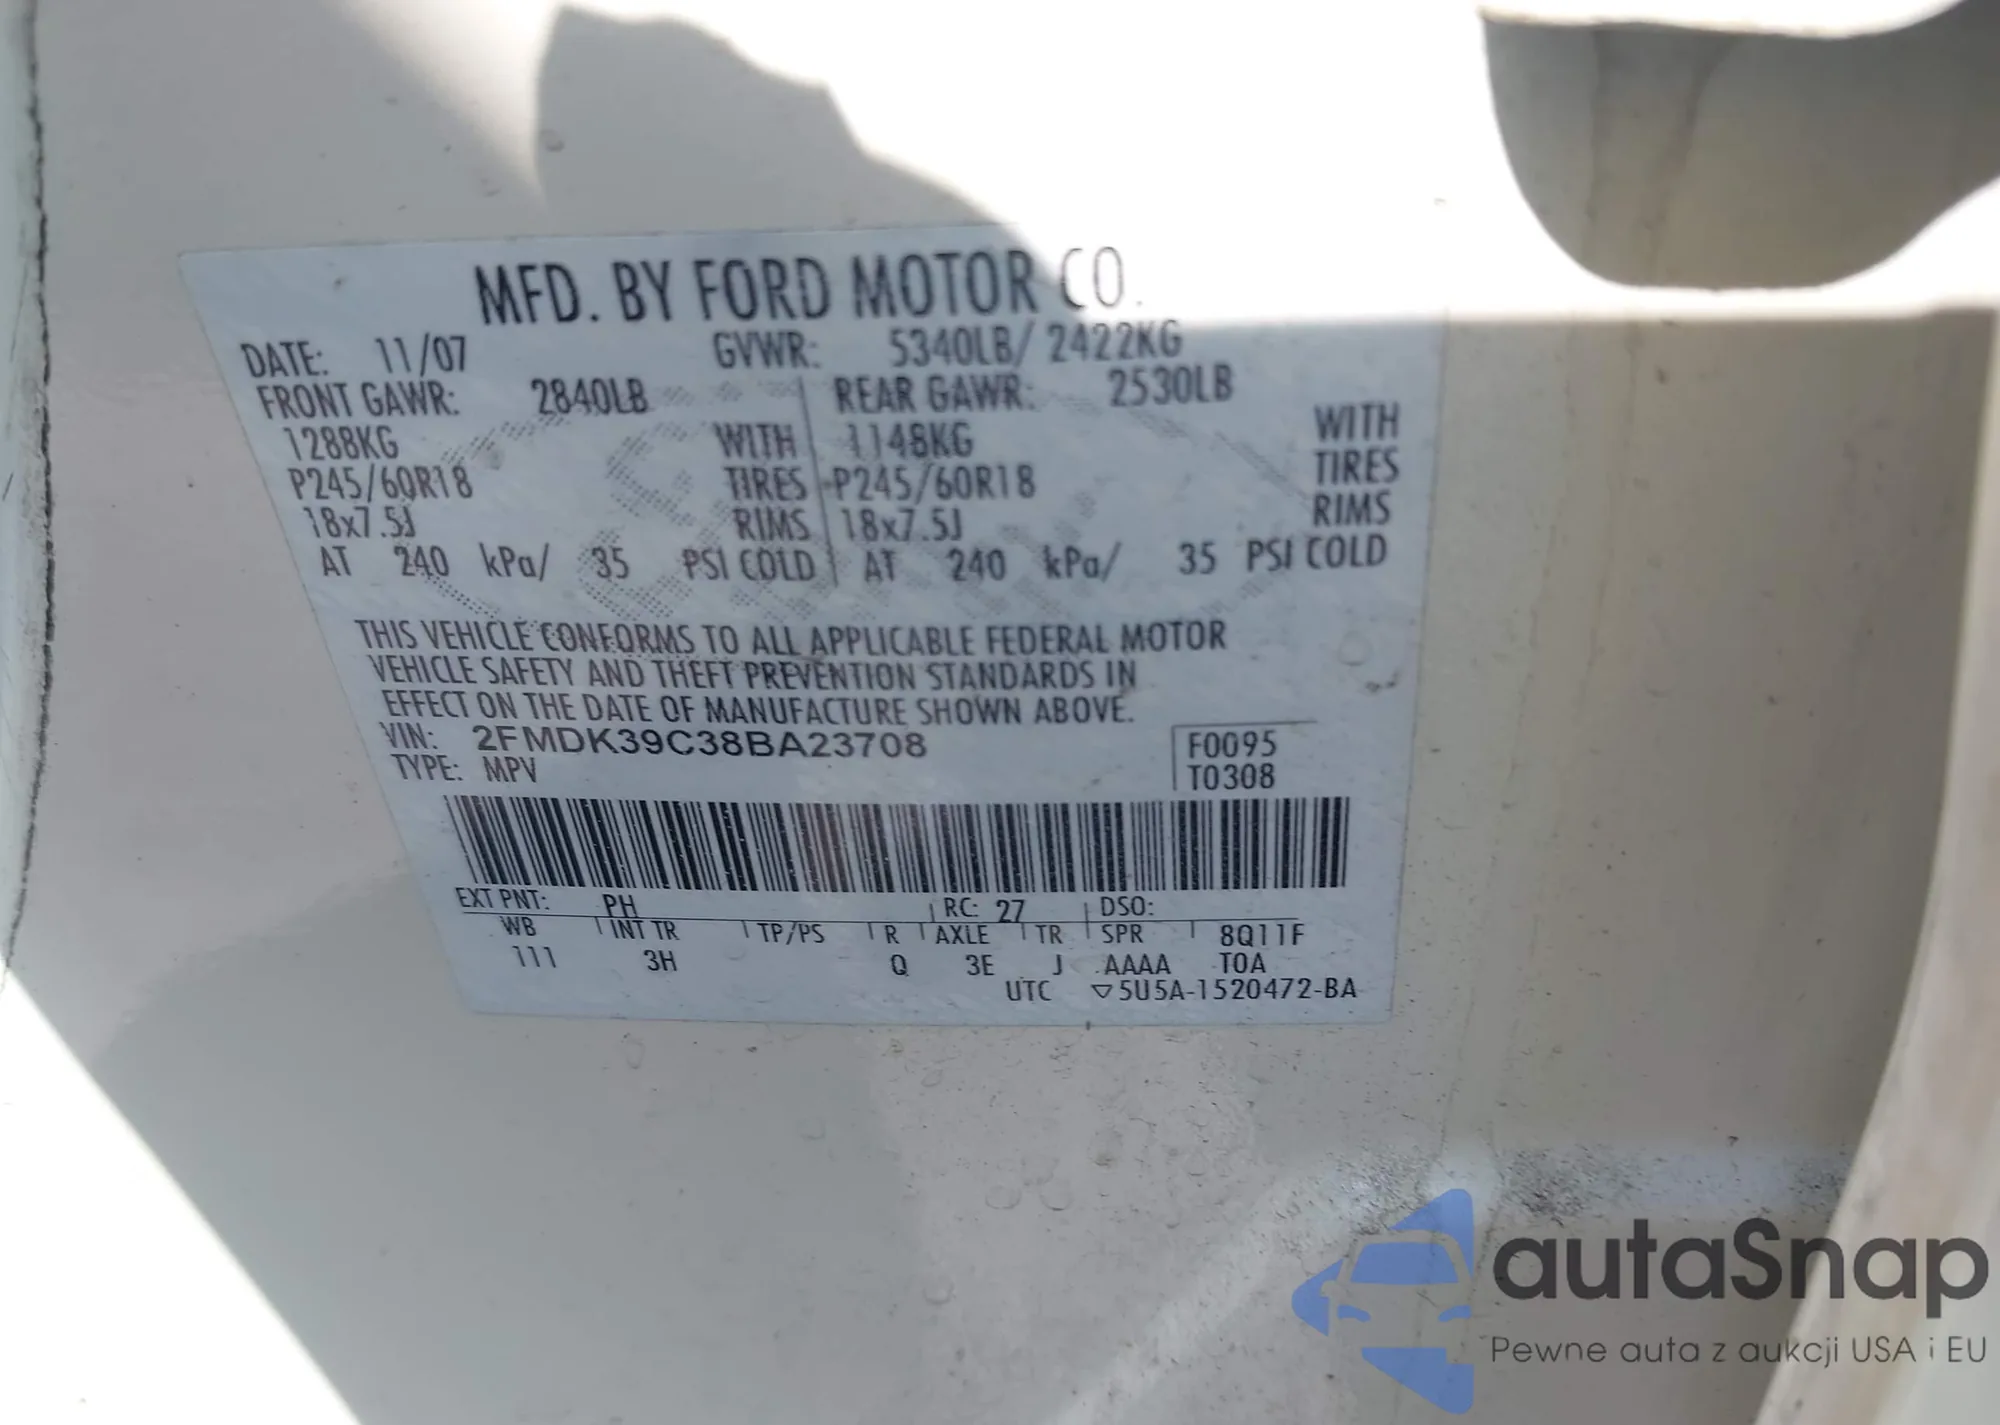 MFD. BY FORD MOTOR CO.
DATE: 11/07 GVWR: 5340LB/ 2422KG
FRONT GAWR: 2840LB REAR GAWR: 2530LB
1288KG WITH 1148KG WITH
P245/60R18 TIRES P245/60R18 TIRES
18x7.5J RIMS 18x7.5J RIMS
AT 240 kPa/ 35 PSI COLD AT 240 kPa/ 35 PSI COLD
THIS VEHICLE CONFORMS TO ALL APPLICABLE FEDERAL MOTOR
VEHICLE SAFETY AND THEFT PREVENTION STANDARDS IN
EFFECT ON THE DATE OF MANUFACTURE SHOWN ABOVE.
VIN: 2FMDK39C38BA23708 F0095
TYPE: MPV T0308
EXT PNT: PH RC: 27 DSO:
WB INT TR TP/PS R AXLE TR SPR 8Q11F
111 3H Q 3E J AAAA TOA
UTC ▽5U5A-1520472-BA
autaSnap
Pewne auta z aukcji USA i EU